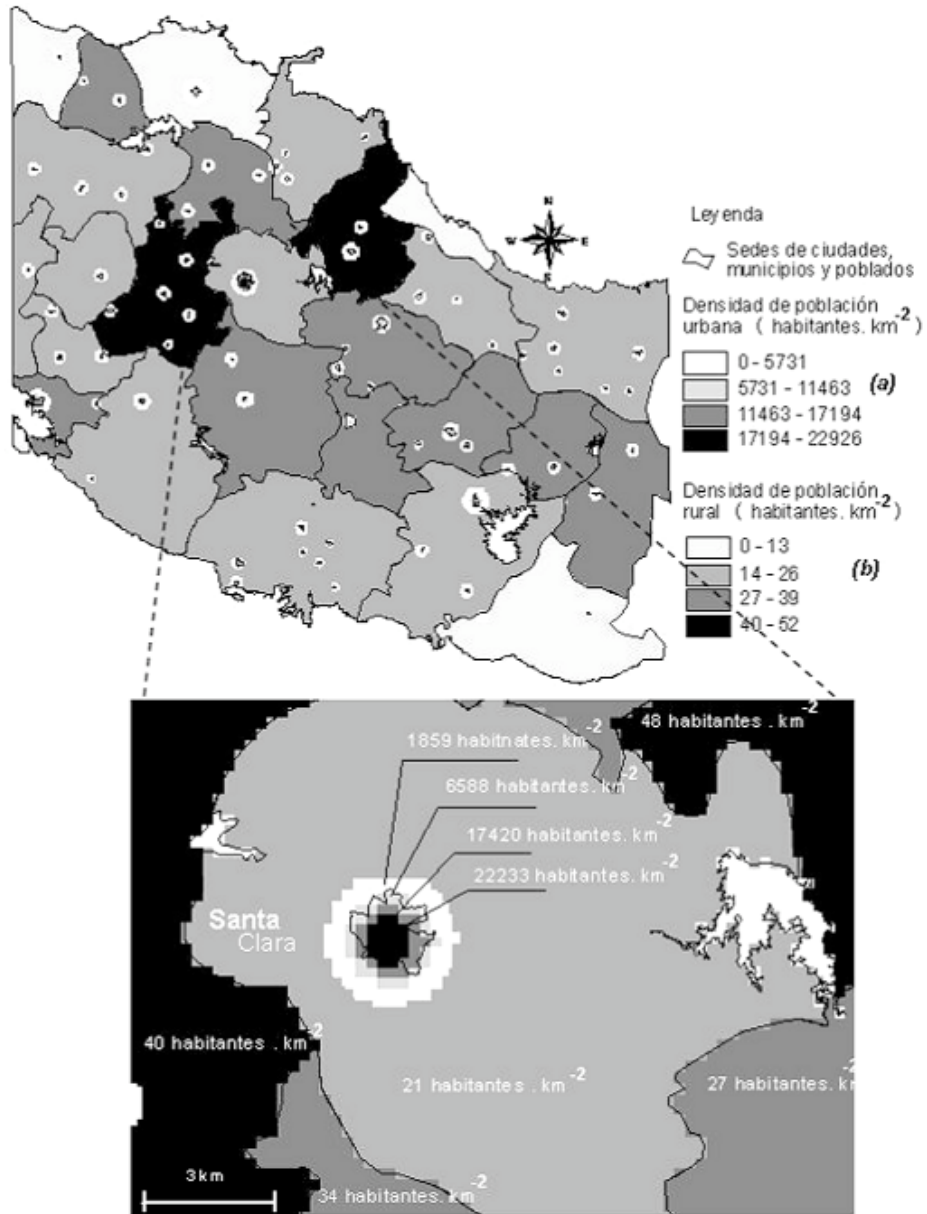 N
W
E
S
Leyenda
Sedes de ciudades,
municipios y poblados
Densidad de población
urbana ( habitantes. km-2)
0 - 5731
5731 - 11463
(a)
11463 - 17194
17194 - 22926
Densidad de población
rural ( habitantes. km-2)
0 - 13
14 - 26
(b)
27 - 39
40 - 52
48 habitantes . km-2
1859 habitnates. km-2
6588 habitantes. km-2
17420 habitantes. km-2
22233 habitantes. km-2
Santa
Clara
40 habitantes . km-2
21 habitantes . km-2
27 habitantes . km-2
3 km
34 habitantes. km-2